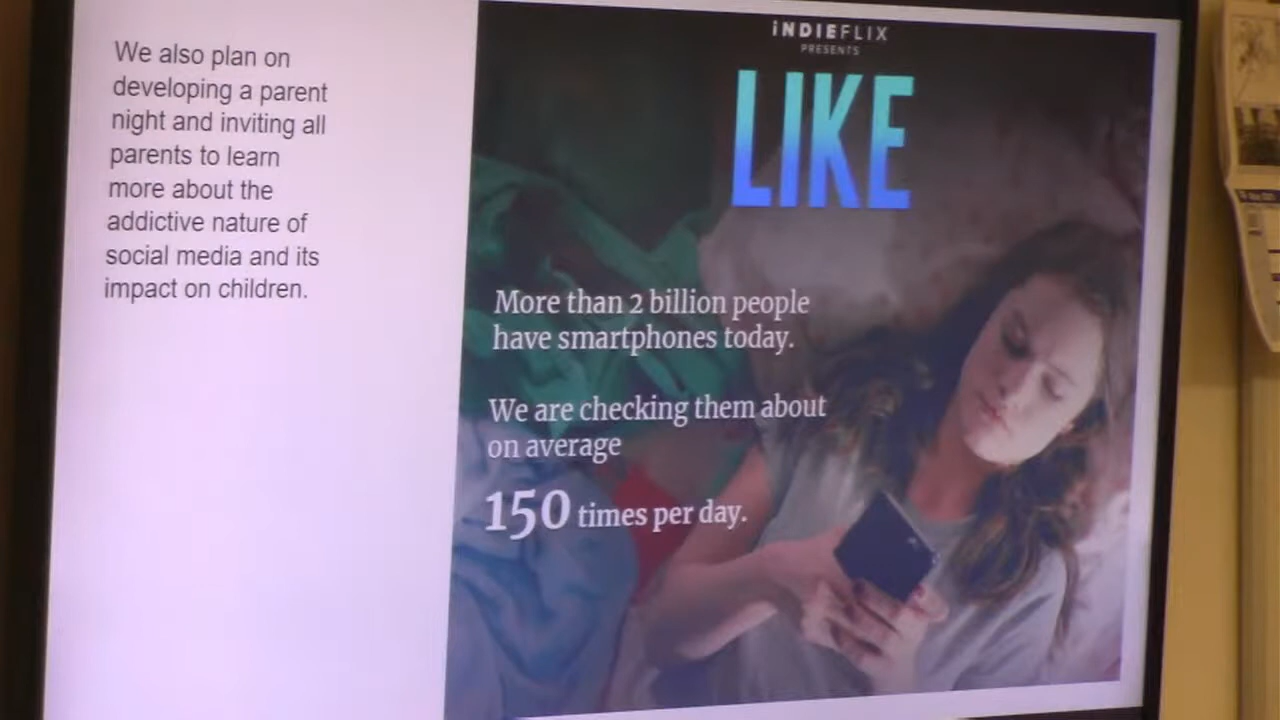 We also plan on
developing a parent
night and inviting all
parents to learn
more about the
addictive nature of
social media and its
impact on children.
iNDIEFLIX
PRESENTS
LIKE
More than 2 billion people
have smartphones today.
We are checking them about
on average
150 times per day.